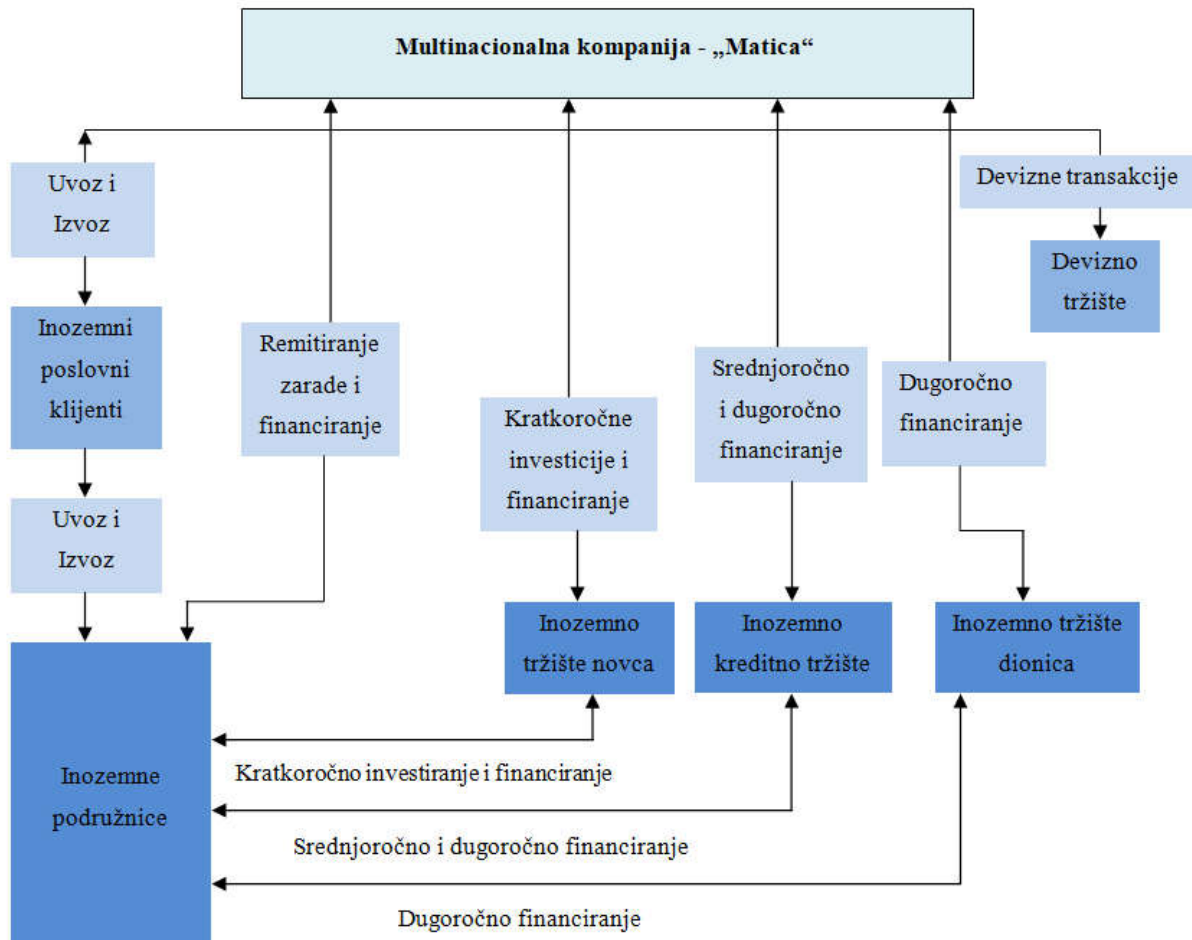 Multinacionalna kompanija - „Matica“
Uvoz i
Izvoz
Devizne transakcije
Devizno
tržište
Inozemni
poslovni
klijenti
Remitiranje
zarade i
financiranje
Kratkoročne
investicije i
financiranje
Srednjoročno
i dugoročno
financiranje
Dugoročno
financiranje
Uvoz i
Izvoz
Inozemno
tržište novca
Inozemno
kreditno tržište
Inozemno tržište
dionica
Inozemne
podružnice
Kratkoročno investiranje i financiranje
Srednjoročno i dugoročno financiranje
Dugoročno financiranje